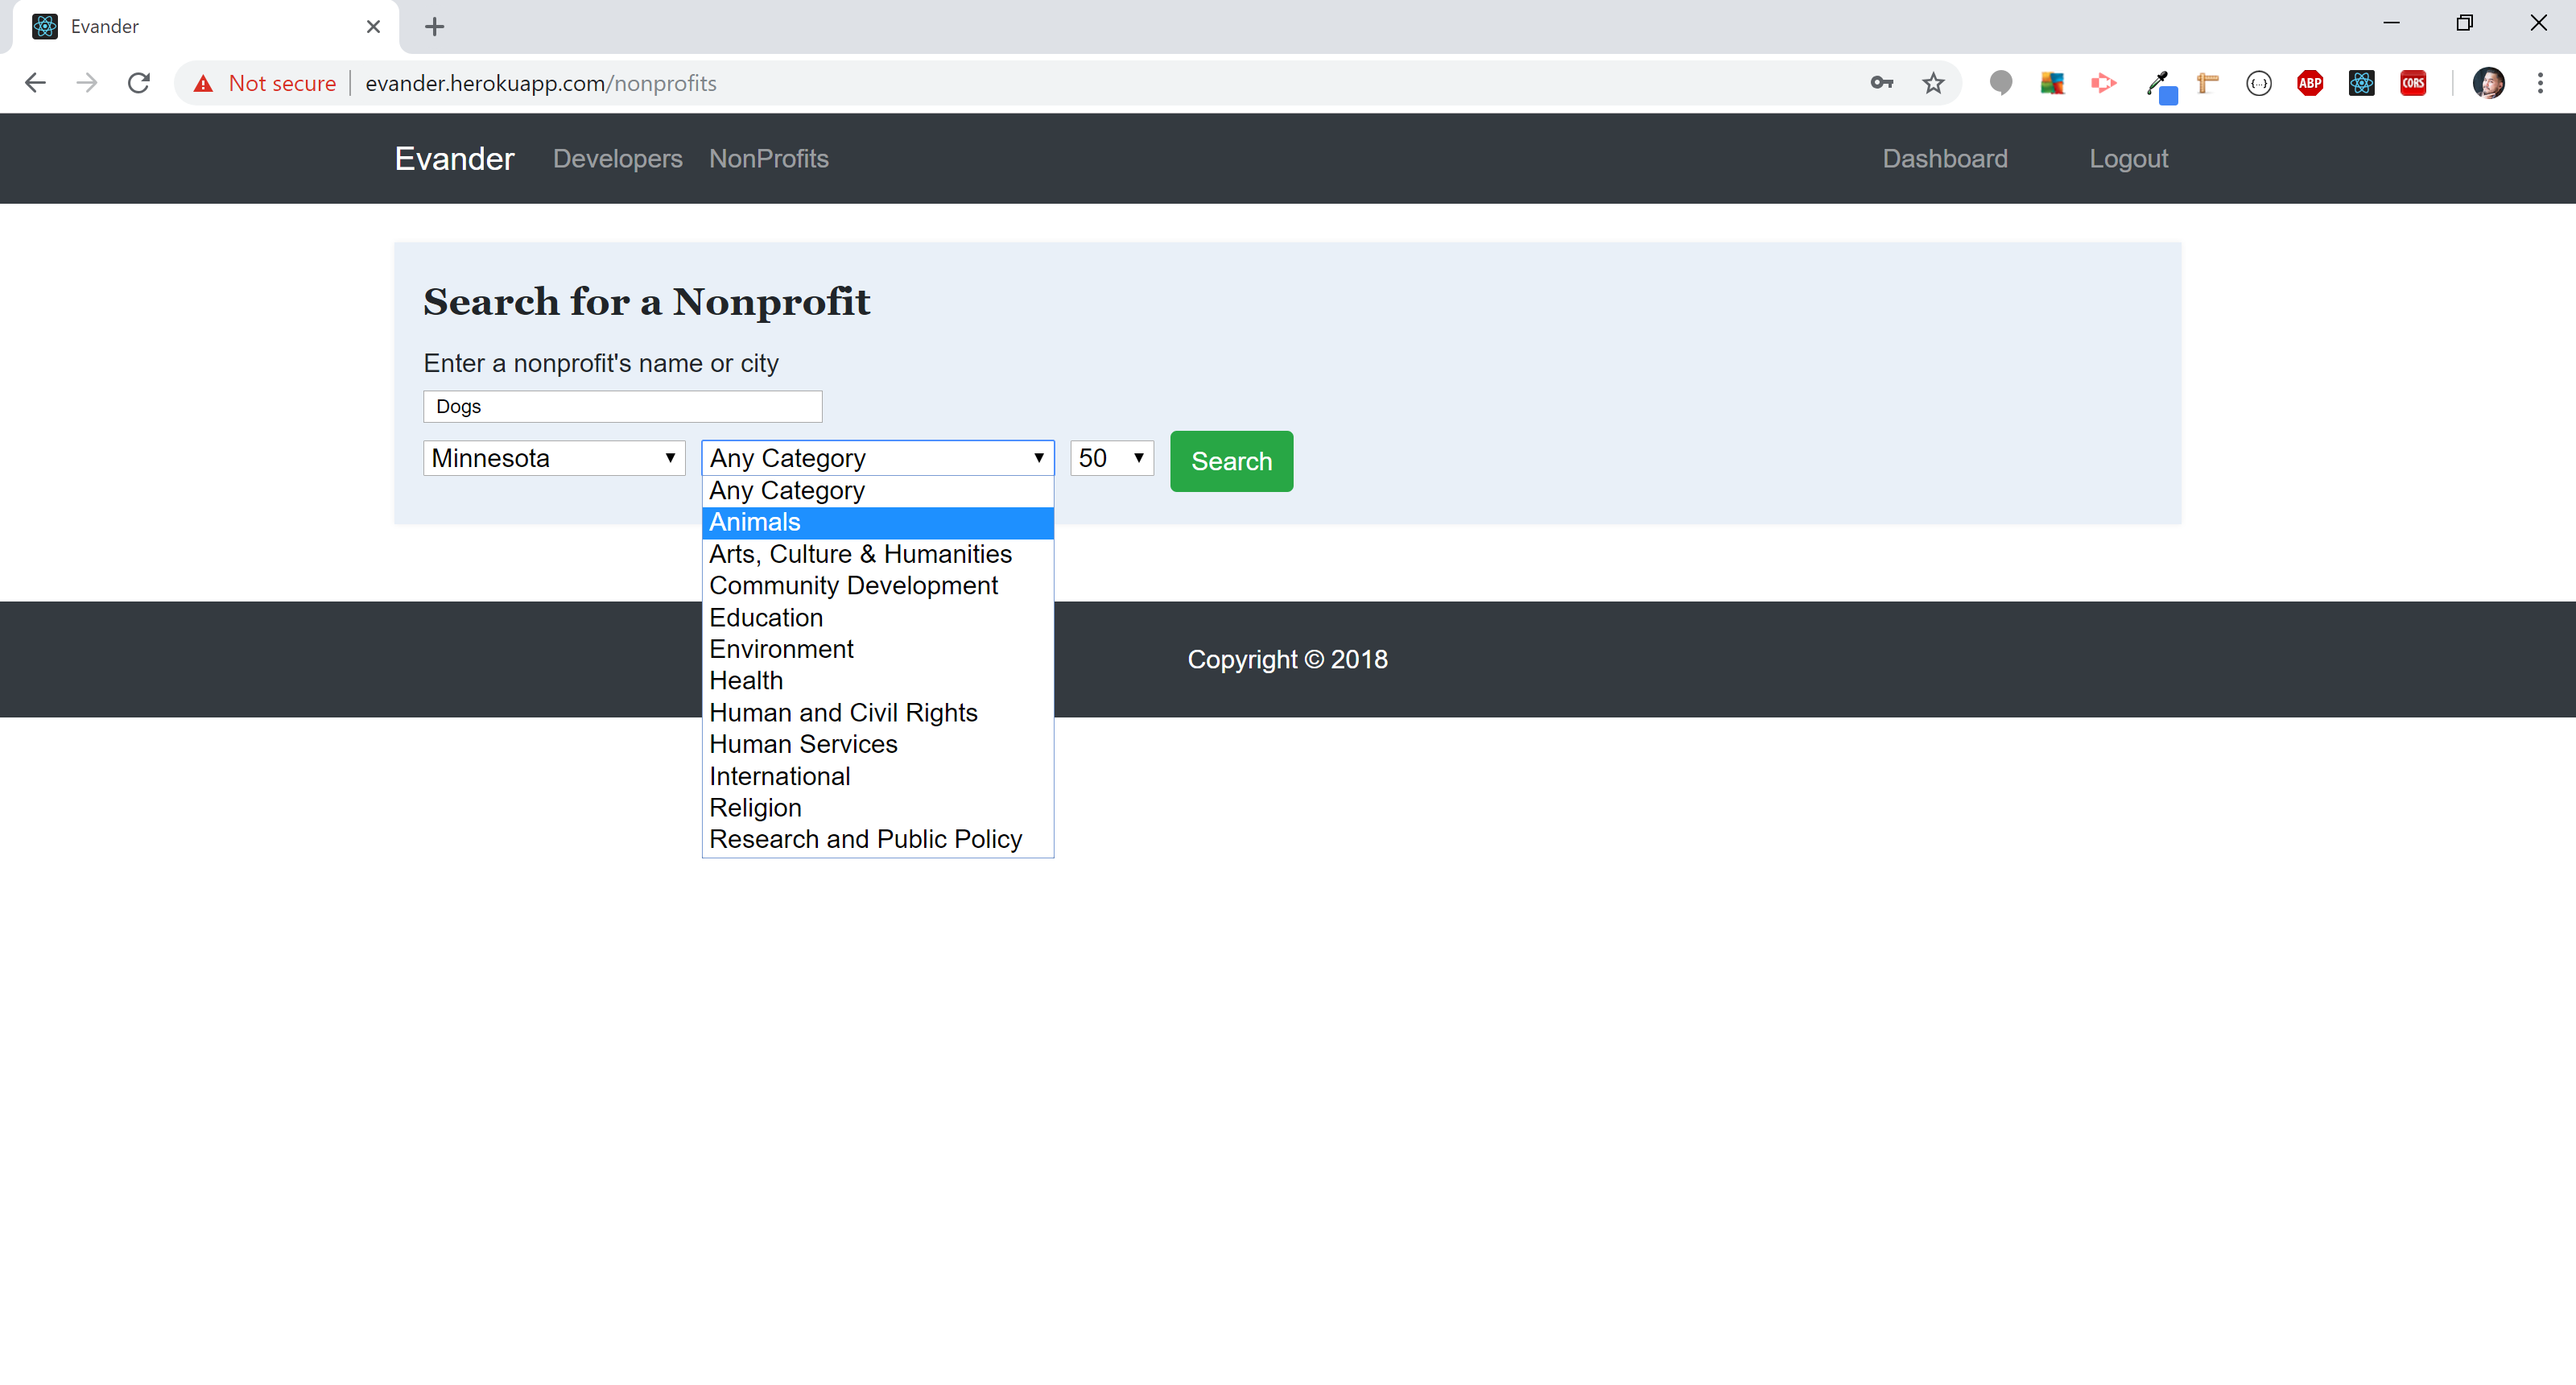 Evander
Not secure evander.herokuapp.com/nonprofits
{...} ABP CORS
Evander Developers NonProfits Dashboard Logout
Search for a Nonprofit
Enter a nonprofit's name or city
Dogs
Minnesota Any Category 50 Search
Any Category
Animals
Arts, Culture & Humanities
Community Development
Education
Environment
Health
Human and Civil Rights
Human Services
International
Religion
Research and Public Policy
Copyright © 2018